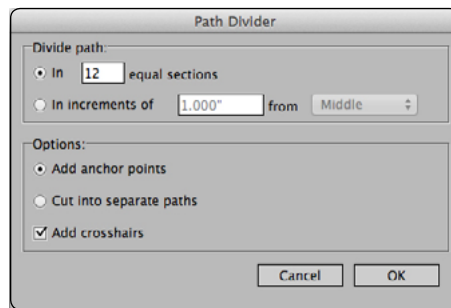 Path Divider
Divide path:
In 12 equal sections
In increments of 1.000" from Middle
Options:
Add anchor points
Cut into separate paths
Add crosshairs
Cancel OK